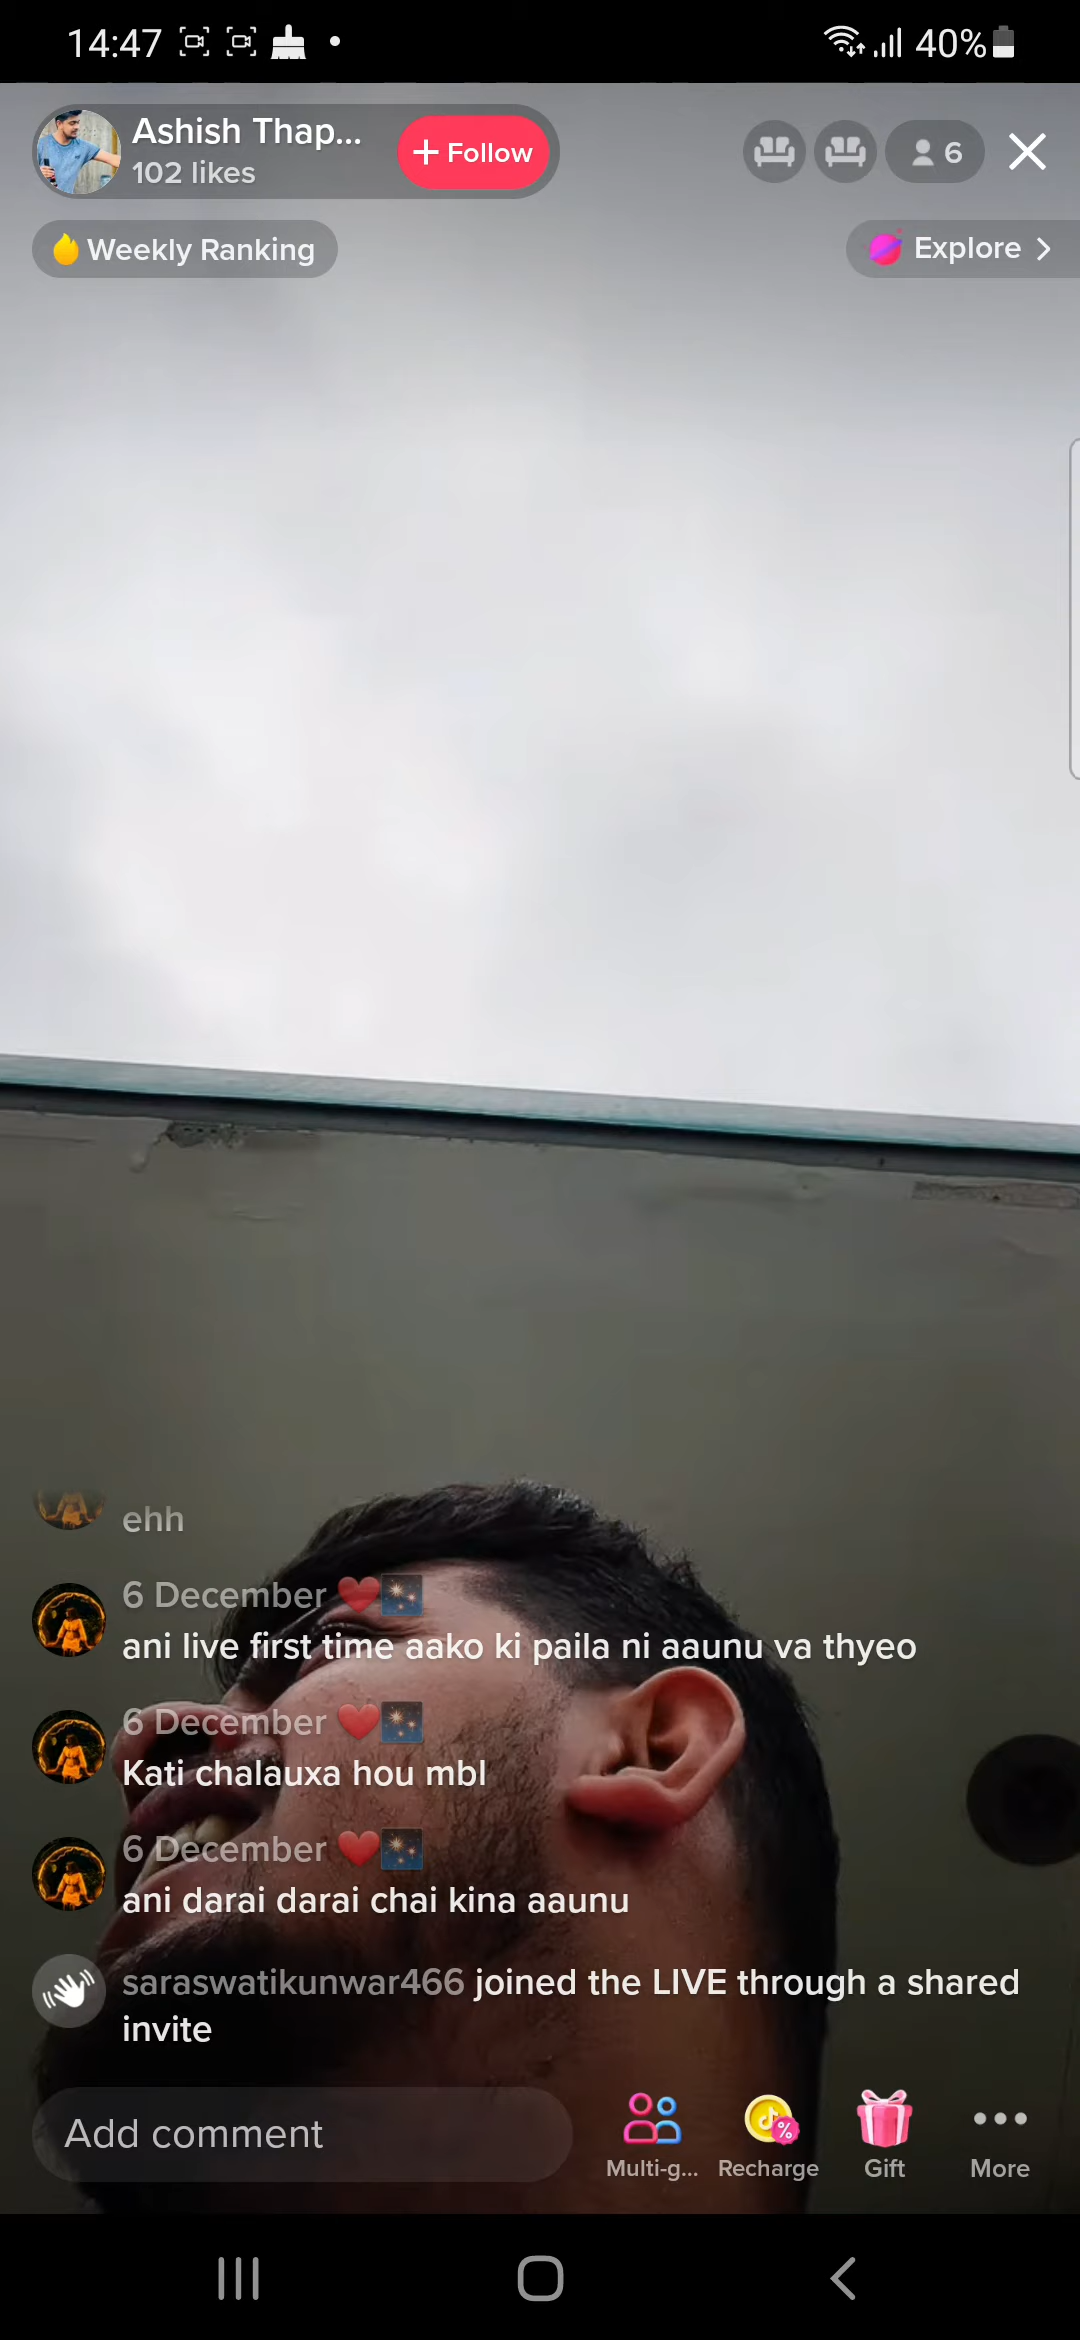 14:47
40%
Ashish Thap...
102 likes
+ Follow
6
Weekly Ranking
Explore >
ehh
6 December ❤️🎇
ani live first time aako ki paila ni aaunu va thyeo
6 December ❤️🎇
Kati chalauxa hou mbl
6 December ❤️🎇
ani darai darai chai kina aaunu
saraswatikunwar466 joined the LIVE through a shared
invite
Add comment
Multi-g...
Recharge
Gift
More